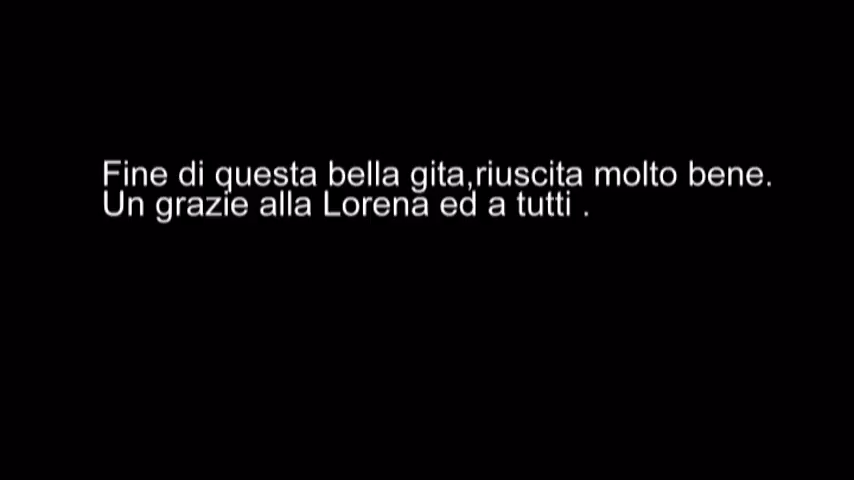 Fine di questa bella gita,riuscita molto bene.
Un grazie alla Lorena ed a tutti .